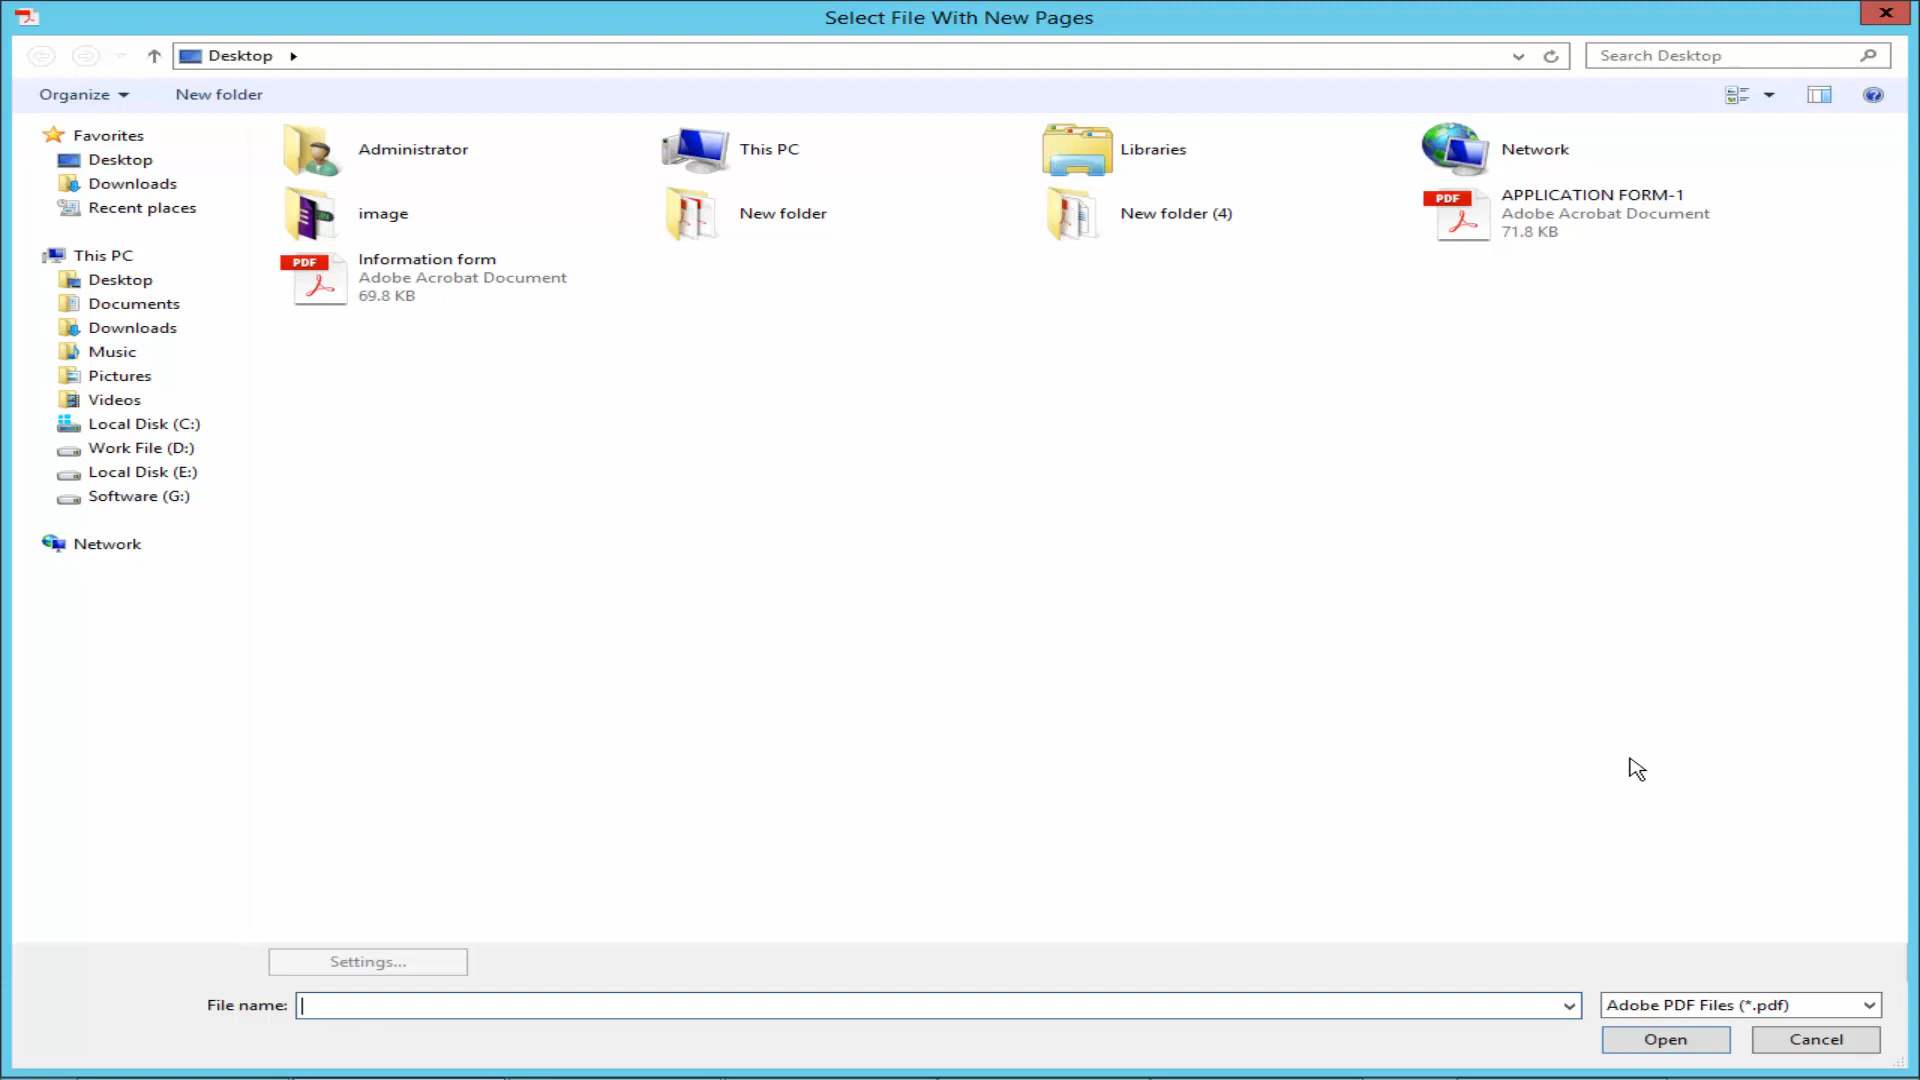 Select File With New Pages
Desktop
Search Desktop
Organize
New folder
Favorites
Desktop
Downloads
Recent places
This PC
Desktop
Documents
Downloads
Music
Pictures
Videos
Local Disk (C:)
Work File (D:)
Local Disk (E:)
Software (G:)
Network
Administrator
This PC
Libraries
Network
image
New folder
New folder (4)
PDF
APPLICATION FORM-1
Adobe Acrobat Document
71.8 KB
PDF
Information form
Adobe Acrobat Document
69.8 KB
Settings...
File name:
Adobe PDF Files (*.pdf)
Open
Cancel